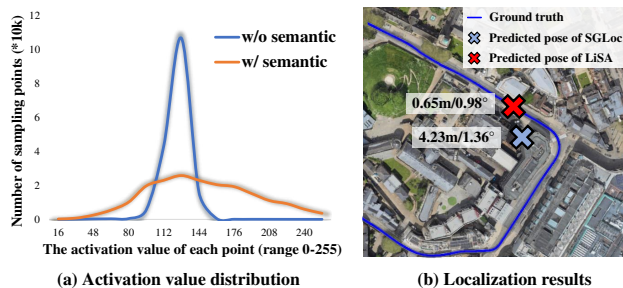 12
10
8
6
4
2
0
Number of sampling points (*10k)
w/o semantic
w/ semantic
16 48 80 112 144 176 208 240
The activation value of each point (range 0-255)
(a) Activation value distribution
Ground truth
Predicted pose of SGLoc
Predicted pose of LiSA
0.65m/0.98°
4.23m/1.36°
(b) Localization results